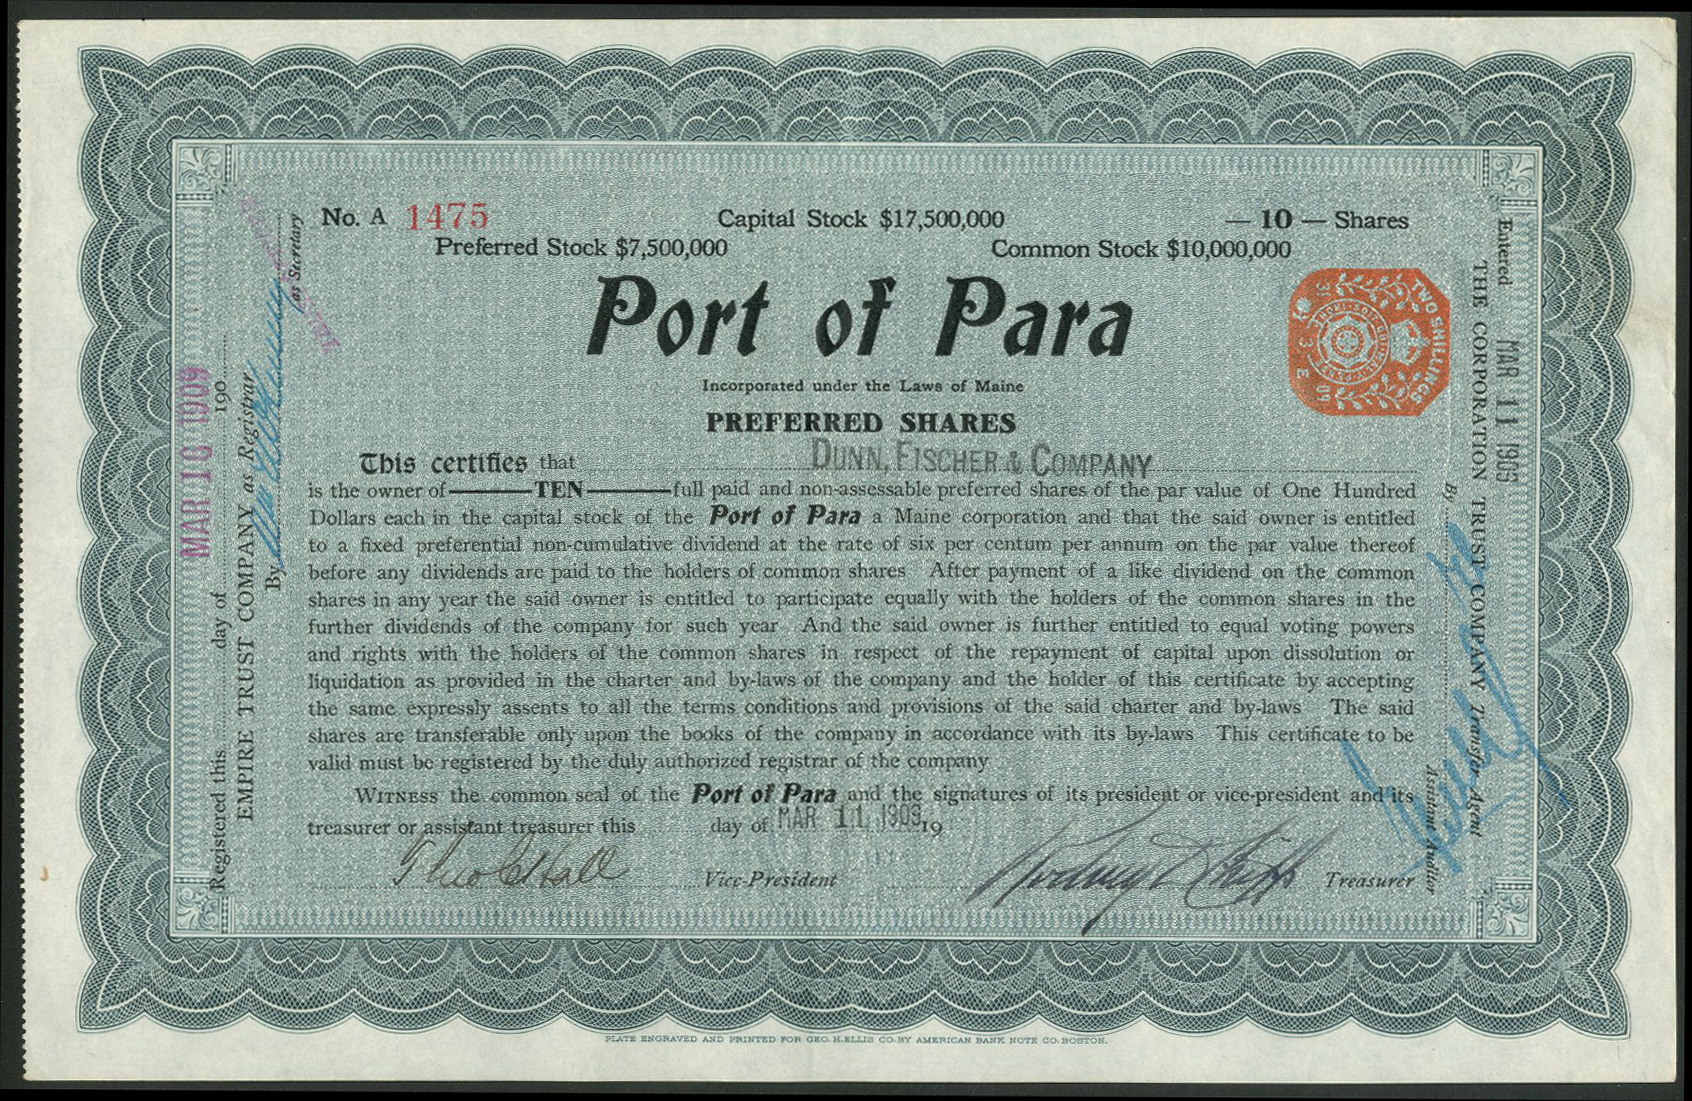 No. A 1475 Capital Stock $17,500,000 — 10 — Shares
Preferred Stock $7,500,000 Common Stock $10,000,000
Port of Para
Incorporated under the Laws of Maine
PREFERRED SHARES
This certifies that DUNN, FISCHER & COMPANY
is the owner of TEN full paid and non-assessable preferred shares of the par value of One Hundred
Dollars each in the capital stock of the Port of Para a Maine corporation and that the said owner is entitled
to a fixed preferential non-cumulative dividend at the rate of six per centum per annum on the par value thereof
before any dividends are paid to the holders of common shares After payment of a like dividend on the common
shares in any year the said owner is entitled to participate equally with the holders of the common shares in the
further dividends of the company for such year And the said owner is further entitled to equal voting powers
and rights with the holders of the common shares in respect of the repayment of capital upon dissolution or
liquidation as provided in the charter and by-laws of the company and the holder of this certificate by accepting
the same expressly assents to all the terms conditions and provisions of the said charter and by-laws The said
shares are transferable only upon the books of the company in accordance with its by-laws This certificate to be
valid must be registered by the duly authorized registrar of the company
WITNESS the common seal of the Port of Para and the signatures of its president or vice-president and its
treasurer or assistant treasurer this day of MAR 11 1909 19
Theo C Hall Vice-President Rodney D Chipp Treasurer
Registered this day of MAR 16 1909 190
EMPIRE TRUST COMPANY as Registrar
By as Secretary
Entered MAR 11 1909
THE CORPORATION TRUST COMPANY Transfer Agent
By Assistant Auditor
TWO SHILLINGS
3 3 09
PLATE ENGRAVED AND PRINTED FOR GEO. H. ELLIS CO. BY AMERICAN BANK NOTE CO. BOSTON.